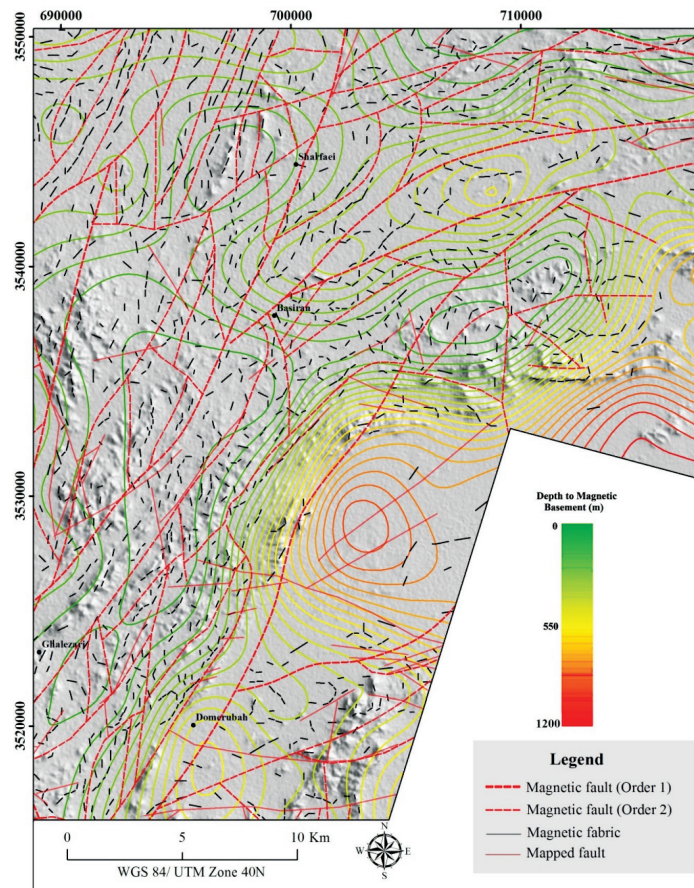 690000
700000
710000
3550000
3540000
3530000
3520000
Sharfaci
Basiran
Ghalezari
Domerubah
Depth to Magnetic
Basement (m)
0
550
1200
Legend
Magnetic fault (Order 1)
Magnetic fault (Order 2)
Magnetic fabric
Mapped fault
0
5
10 Km
WGS 84/ UTM Zone 40N
N
W
E
S